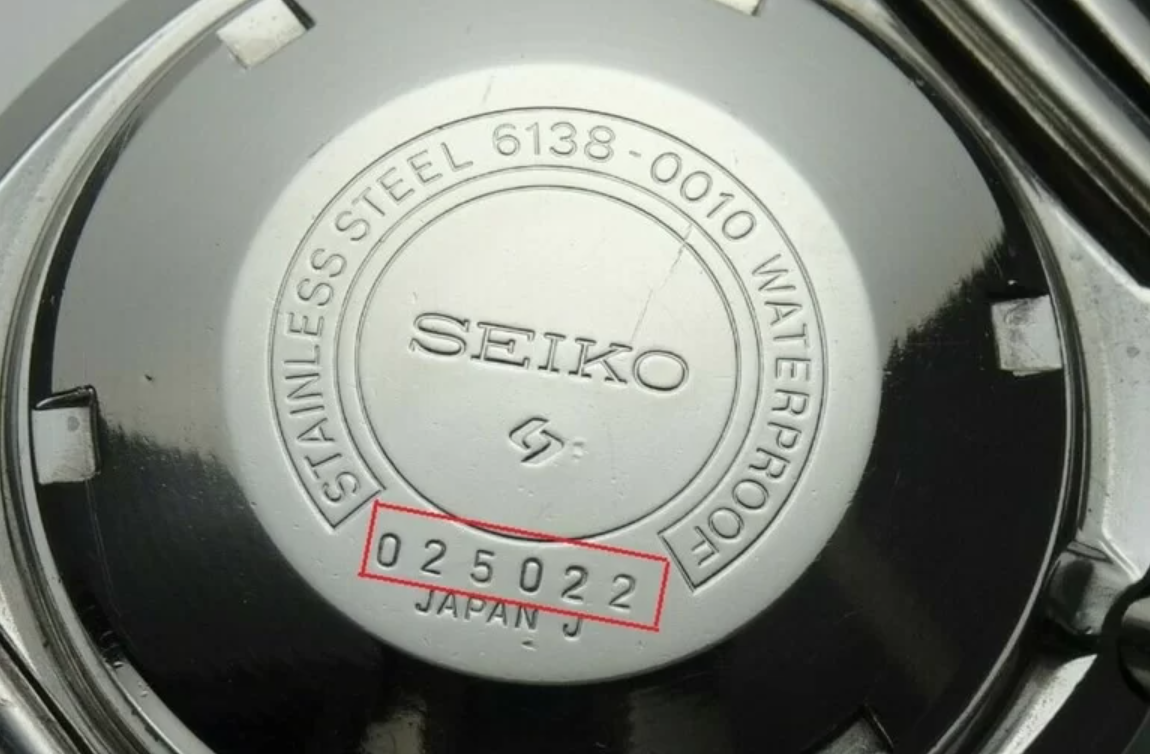 STAINLESS STEEL 6138-0010 WATERPROOF
SEIKO
025022
JAPAN J